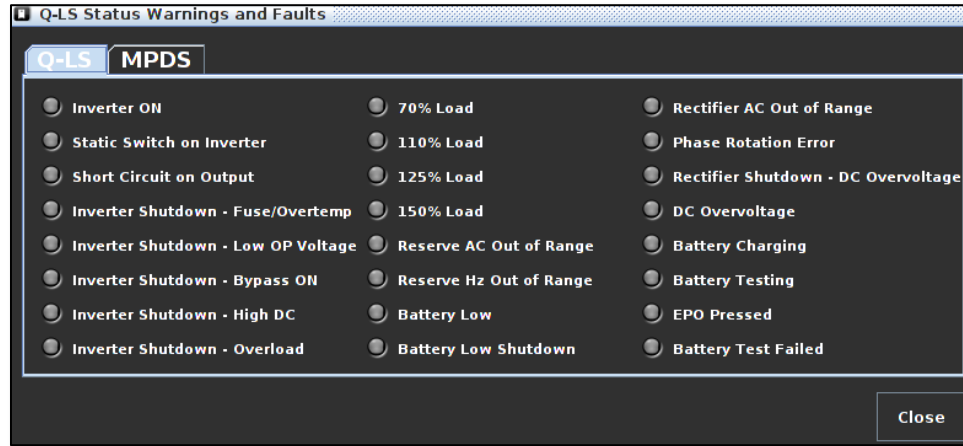 Q-LS Status Warnings and Faults
Q-LS MPDS
Inverter ON
Static Switch on Inverter
Short Circuit on Output
Inverter Shutdown - Fuse/Overtemp
Inverter Shutdown - Low OP Voltage
Inverter Shutdown - Bypass ON
Inverter Shutdown - High DC
Inverter Shutdown - Overload
70% Load
110% Load
125% Load
150% Load
Reserve AC Out of Range
Reserve Hz Out of Range
Battery Low
Battery Low Shutdown
Rectifier AC Out of Range
Phase Rotation Error
Rectifier Shutdown - DC Overvoltage
DC Overvoltage
Battery Charging
Battery Testing
EPO Pressed
Battery Test Failed
Close